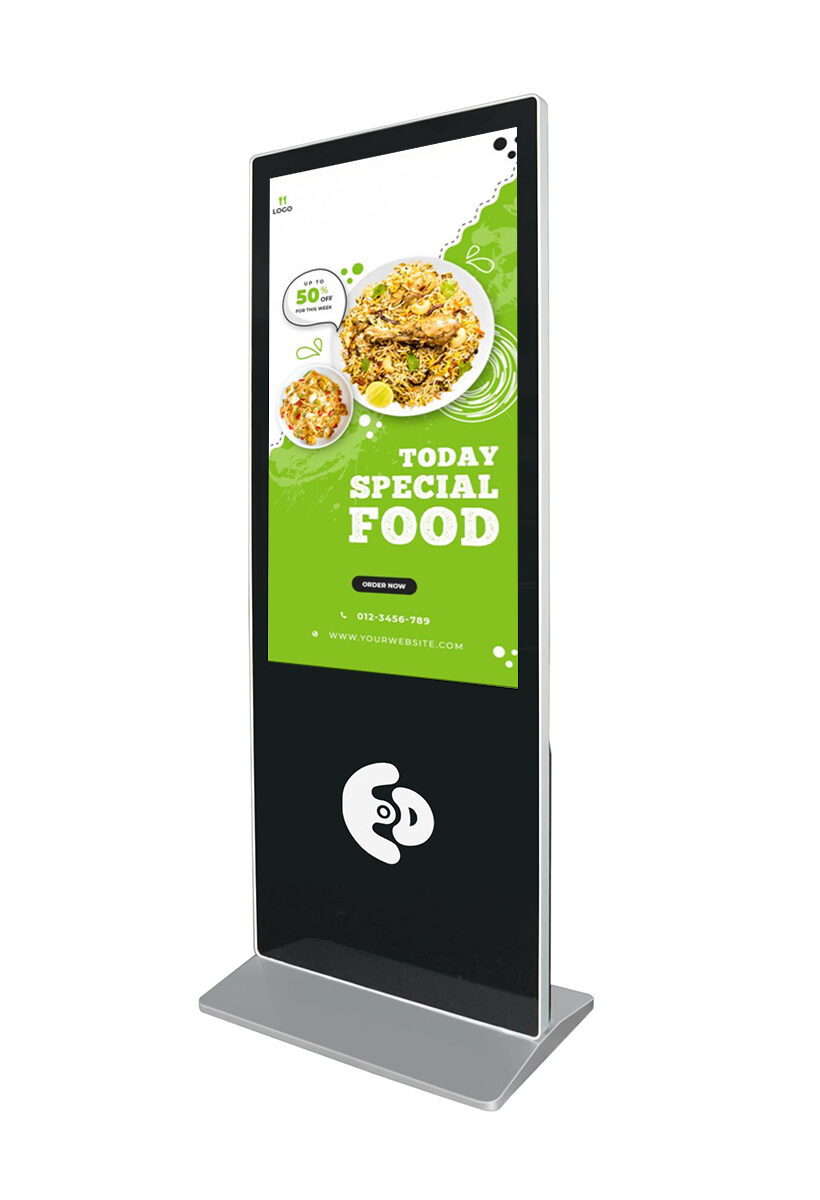 LOGO
UP TO
50% OFF
FOR THIS WEEK
TODAY
SPECIAL
FOOD
ORDER NOW
012-3456-789
WWW.YOURWEBSITE.COM